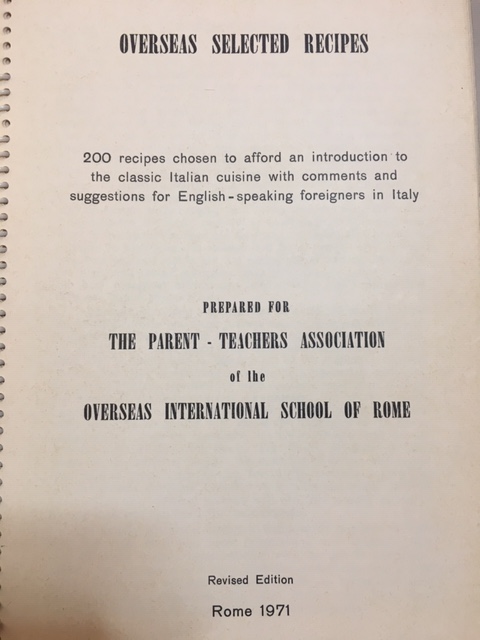 OVERSEAS SELECTED RECIPES
200 recipes chosen to afford an introduction to
the classic Italian cuisine with comments and
suggestions for English-speaking foreigners in Italy
PREPARED FOR
THE PARENT - TEACHERS ASSOCIATION
of the
OVERSEAS INTERNATIONAL SCHOOL OF ROME
Revised Edition
Rome 1971